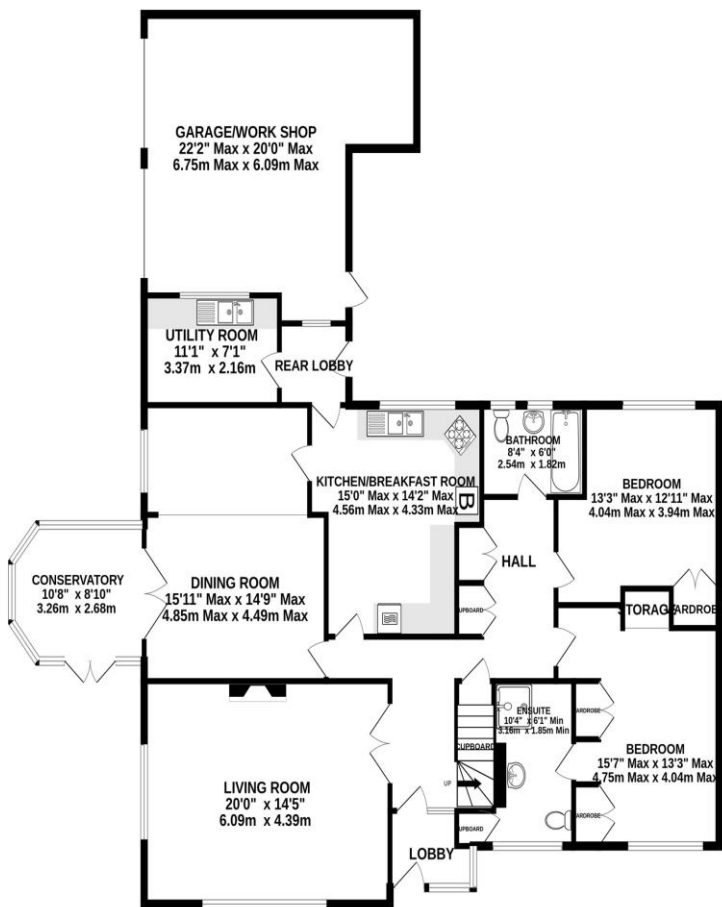 GARAGE/WORK SHOP
22'2" Max x 20'0" Max
6.75m Max x 6.09m Max
UTILITY ROOM
11'1" x 7'1"
3.37m x 2.16m
REAR LOBBY
BATHROOM
8'4" x 6'0"
2.54m x 1.82m
KITCHEN/BREAKFAST ROOM
15'0" Max x 14'2" Max
4.56m Max x 4.33m Max
B
BEDROOM
13'3" Max x 12'11" Max
4.04m Max x 3.94m Max
HALL
CONSERVATORY
10'8" x 8'10"
3.26m x 2.68m
DINING ROOM
15'11" Max x 14'9" Max
4.85m Max x 4.49m Max
UPBOARD
STORAGE
ARDROBE
ENSUITE
10'4" x 6'1" Min
3.16m x 1.85m Min
ARDROBE
CUPBOARD
BEDROOM
15'7" Max x 13'3" Max
4.75m Max x 4.04m Max
LIVING ROOM
20'0" x 14'5"
6.09m x 4.39m
UP
ARDROBE
UPBOARD
LOBBY